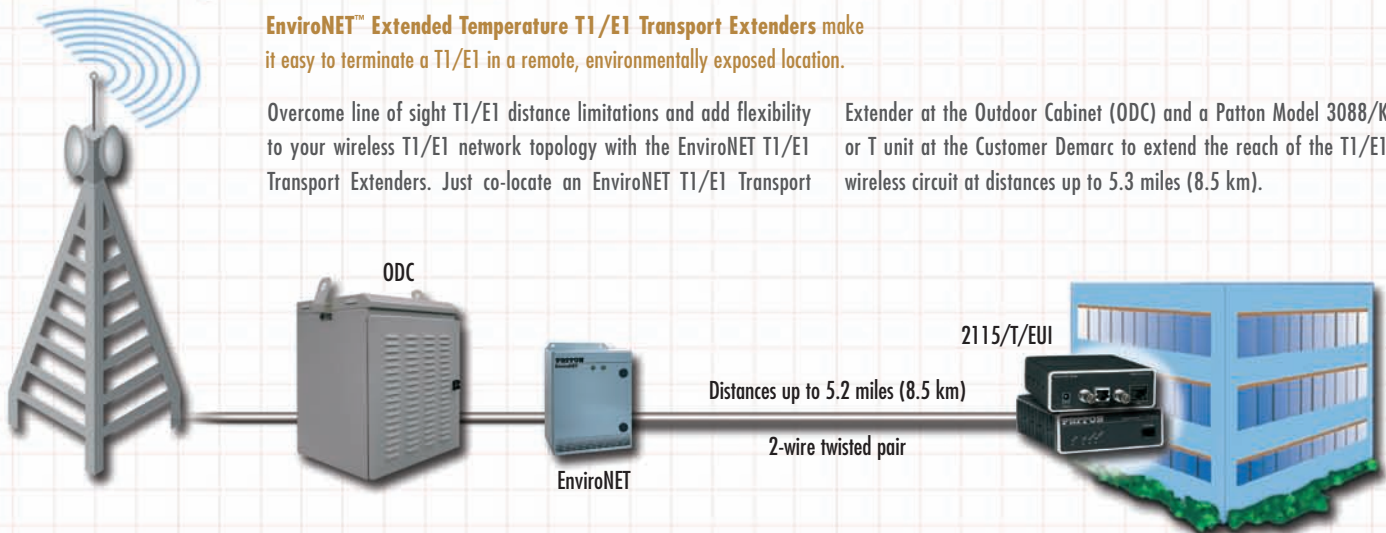 EnviroNET™ Extended Temperature T1/E1 Transport Extenders make
it easy to terminate a T1/E1 in a remote, environmentally exposed location.
Overcome line of sight T1/E1 distance limitations and add flexibility
to your wireless T1/E1 network topology with the EnviroNET T1/E1
Transport Extenders. Just co-locate an EnviroNET T1/E1 Transport
Extender at the Outdoor Cabinet (ODC) and a Patton Model 3088/K
or T unit at the Customer Demarc to extend the reach of the T1/E1
wireless circuit at distances up to 5.3 miles (8.5 km).
ODC
PATTON
EnviroNET
EnviroNET
Distances up to 5.2 miles (8.5 km)
2-wire twisted pair
2115/T/EUI
PATTON